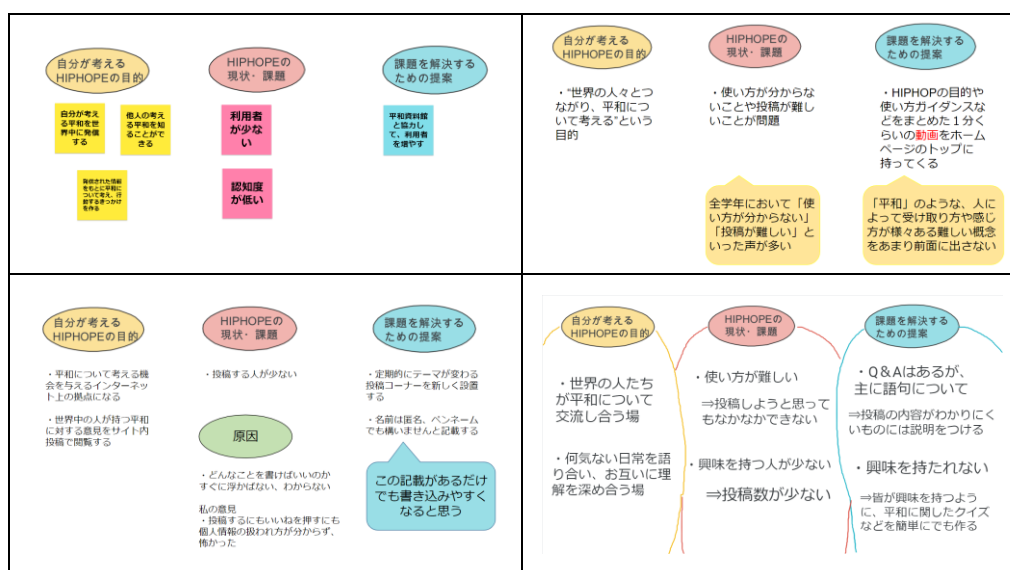 自分が考える
HIPHOPEの目的
HIPHOPEの
現状・課題
課題を解決する
ための提案
自分が考え
る平和を世
界中に発信
する
他人の考え
る平和を知
ることがで
きる
発信された情報
をもとに平和に
ついて考え、行
動するきっかけ
を作る
利用者
が少な
い
認知度
が低い
平和資料館
と協力し
て、利用者
を増やす
自分が考える
HIPHOPEの目的
HIPHOPEの
現状・課題
課題を解決する
ための提案
・“世界の人々と
つながり、平和につ
いて考える”という
目的
・使い方が分からな
いことや投稿が難し
いことが問題
・HIPHOPの目的や
使い方ガイダンスな
どをまとめた１分く
らいの動画をホーム
ページのトップに
持ってくる
全学年において「使
い方が分からない」
「投稿が難しい」と
いった声が多い
「平和」のような、人に
よって受け取り方や感じ
方が様々ある難しい概念
をあまり前面に出さない
自分が考える
HIPHOPEの目的
HIPHOPEの
現状・課題
課題を解決する
ための提案
・平和について考える機
会を与えるインターネッ
ト上の拠点になる
・世界中の人が持つ平和
に対する意見をサイト内
投稿で閲覧する
・投稿する人が少ない
原因
・どんなことを書けばいいのか
すぐに浮かばない、わからない
私の意見
・投稿するにもいいねを押すにも
個人情報の扱われ方が分からず、
怖かった
・定期的にテーマが変わる
投稿コーナーを新しく設置
する
・名前は匿名、ペンネーム
でも構いませんと記載する
この記載があるだけ
でも書き込みやすく
なると思う
自分が考える
HIPHOPEの目的
HIPHOPEの
現状・課題
課題を解決する
ための提案
・世界の人たち
が平和について
交流し合う場
・何気ない日常を語
り合い、お互いに理
解を深め合う場
・使い方が難しい
⇒投稿しようと思って
もなかなかできない
・興味を持つ人が少ない
⇒投稿数が少ない
・Q＆Aはあるが、
主に語句について
⇒投稿の内容がわかりにく
いものには説明をつける
・興味を持たれない
⇒皆が興味を持つよう
に、平和に関したクイズ
などを簡単にでも作る